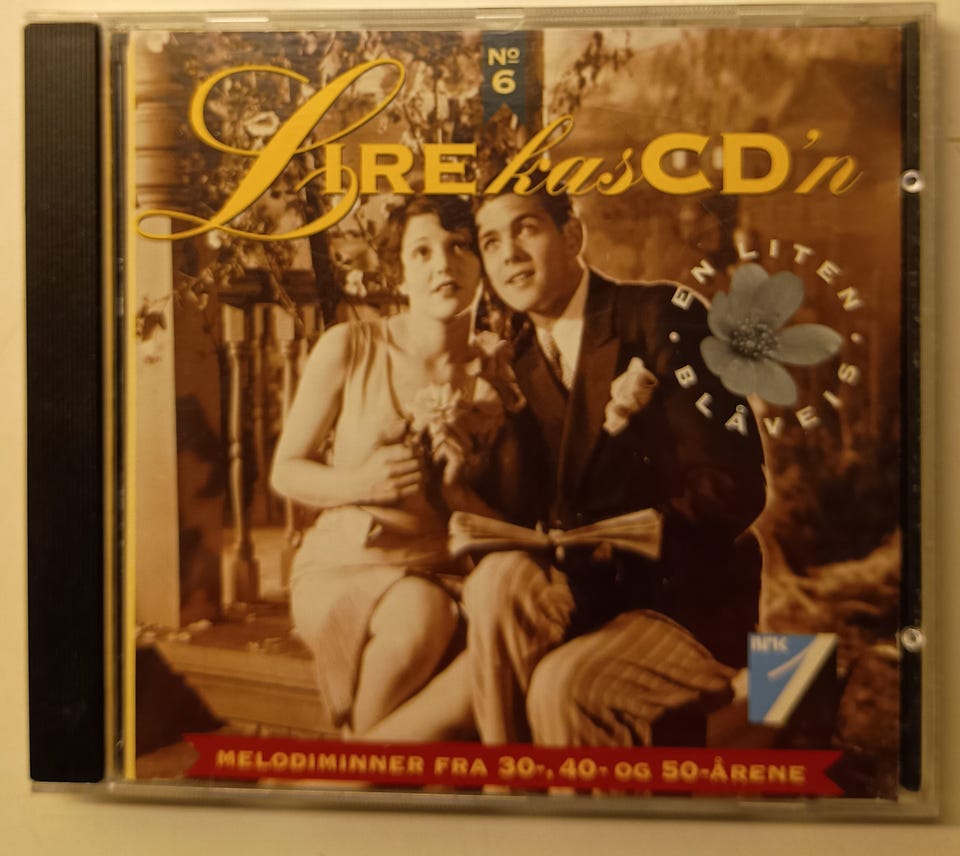 Nº
6
LIREkasCD'n
EN LITEN
BLÅVEIS
NRK
1
MELODIMINNER FRA 30-, 40- OG 50-ÅRENE